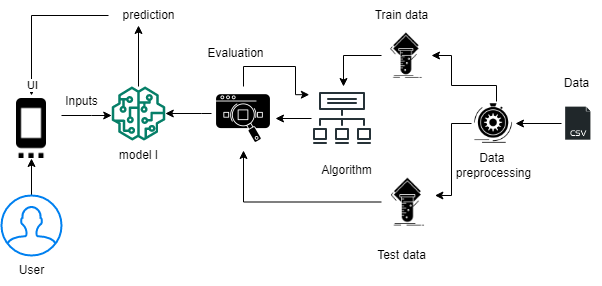 prediction
Train data
Evaluation
UI
Inputs
Data
CSV
model I
Algorithm
Data
preprocessing
Test data
User